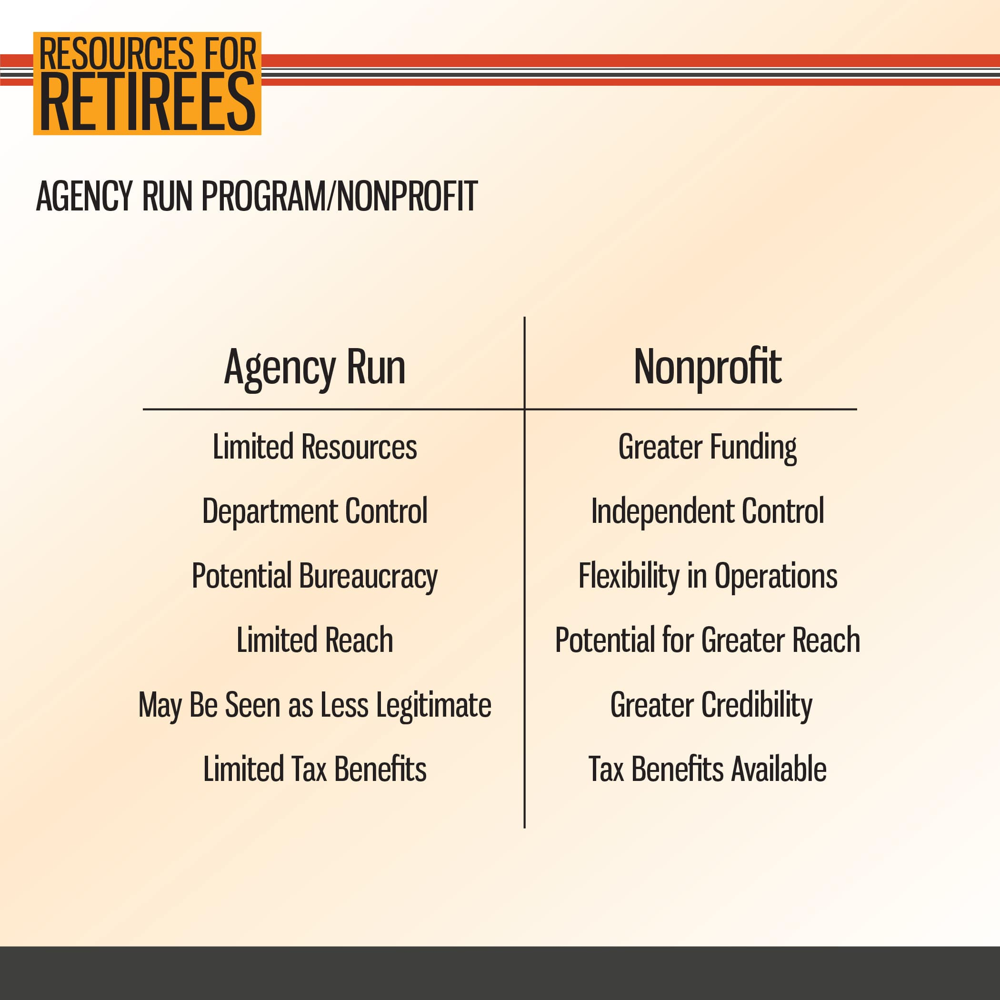 RESOURCES FOR
RETIREES
AGENCY RUN PROGRAM/NONPROFIT
Agency Run
Nonprofit
Limited Resources
Greater Funding
Department Control
Independent Control
Potential Bureaucracy
Flexibility in Operations
Limited Reach
Potential for Greater Reach
May Be Seen as Less Legitimate
Greater Credibility
Limited Tax Benefits
Tax Benefits Available